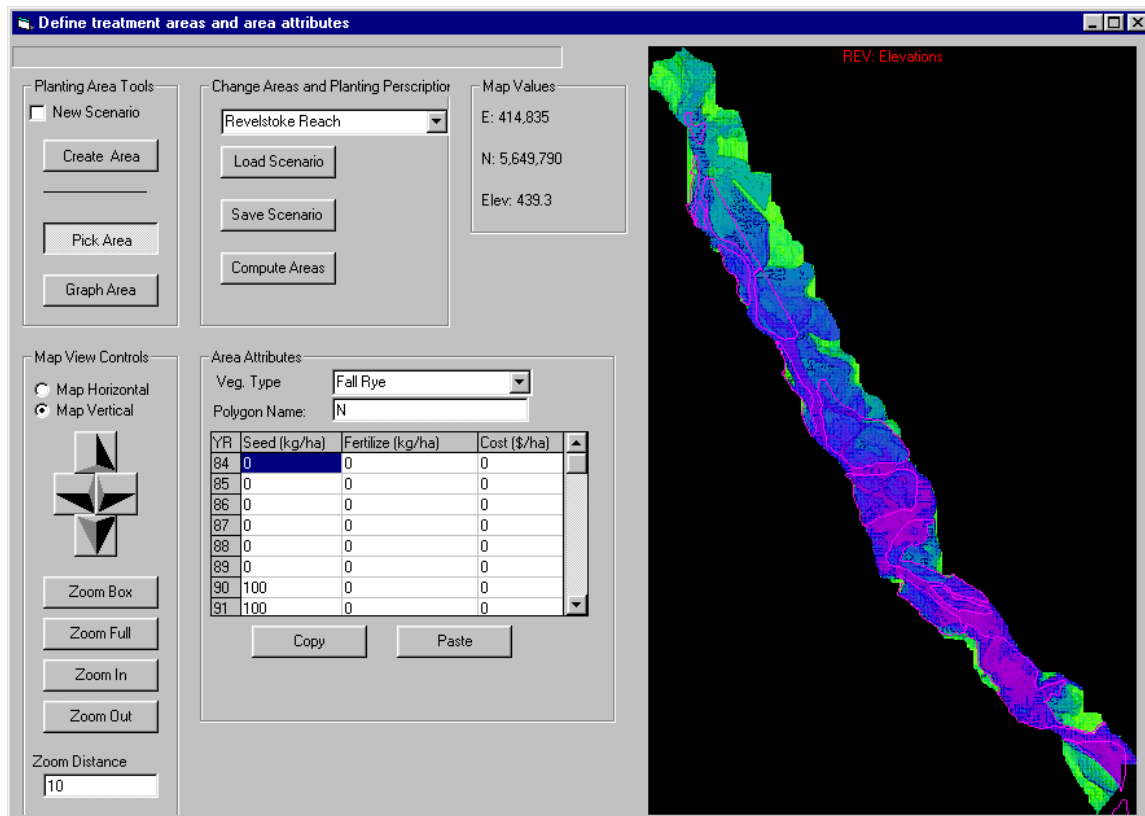 Define treatment areas and area attributes
Planting Area Tools
New Scenario
Create Area
Pick Area
Graph Area
Change Areas and Planting Perscription
Revelstoke Reach
Load Scenario
Save Scenario
Compute Areas
Map Values
E: 414,835
N: 5,649,790
Elev: 439.3
REV: Elevations
Map View Controls
Map Horizontal
Map Vertical
Zoom Box
Zoom Full
Zoom In
Zoom Out
Zoom Distance
10
Area Attributes
Veg. Type Fall Rye
Polygon Name: N
YR Seed (kg/ha) Fertilize (kg/ha) Cost ($/ha)
84 0 0 0
85 0 0 0
86 0 0 0
87 0 0 0
88 0 0 0
89 0 0 0
90 100 0 0
91 100 0 0
Copy Paste